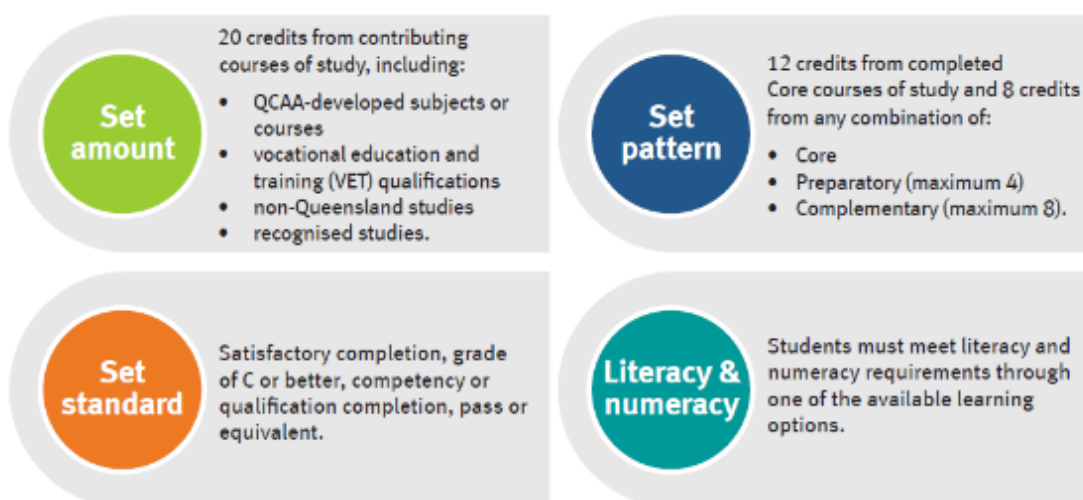 Set
amount
20 credits from contributing
courses of study, including:
• QCAA-developed subjects or
courses
• vocational education and
training (VET) qualifications
• non-Queensland studies
• recognised studies.
Set
pattern
12 credits from completed
Core courses of study and 8 credits
from any combination of:
• Core
• Preparatory (maximum 4)
• Complementary (maximum 8).
Set
standard
Satisfactory completion, grade
of C or better, competency or
qualification completion, pass or
equivalent.
Literacy &
numeracy
Students must meet literacy and
numeracy requirements through
one of the available learning
options.